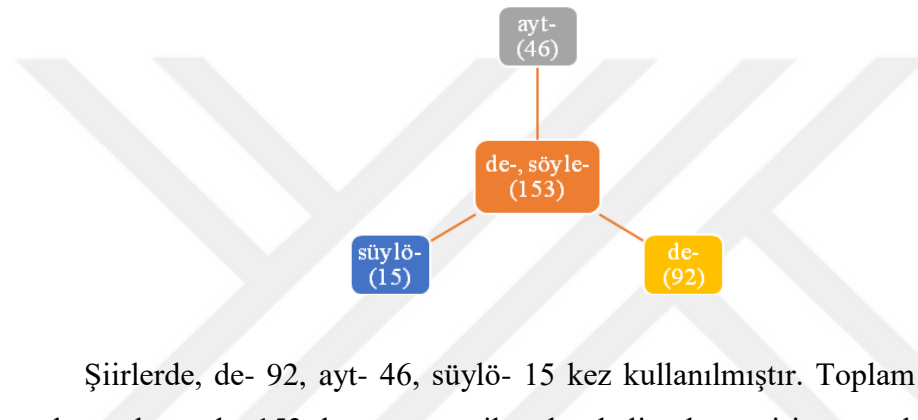 ayt-
(46)
de-, söyle-
(153)
süylö-
(15)
de-
(92)
Şiirlerde, de- 92, ayt- 46, süylö- 15 kez kullanılmıştır. Toplam